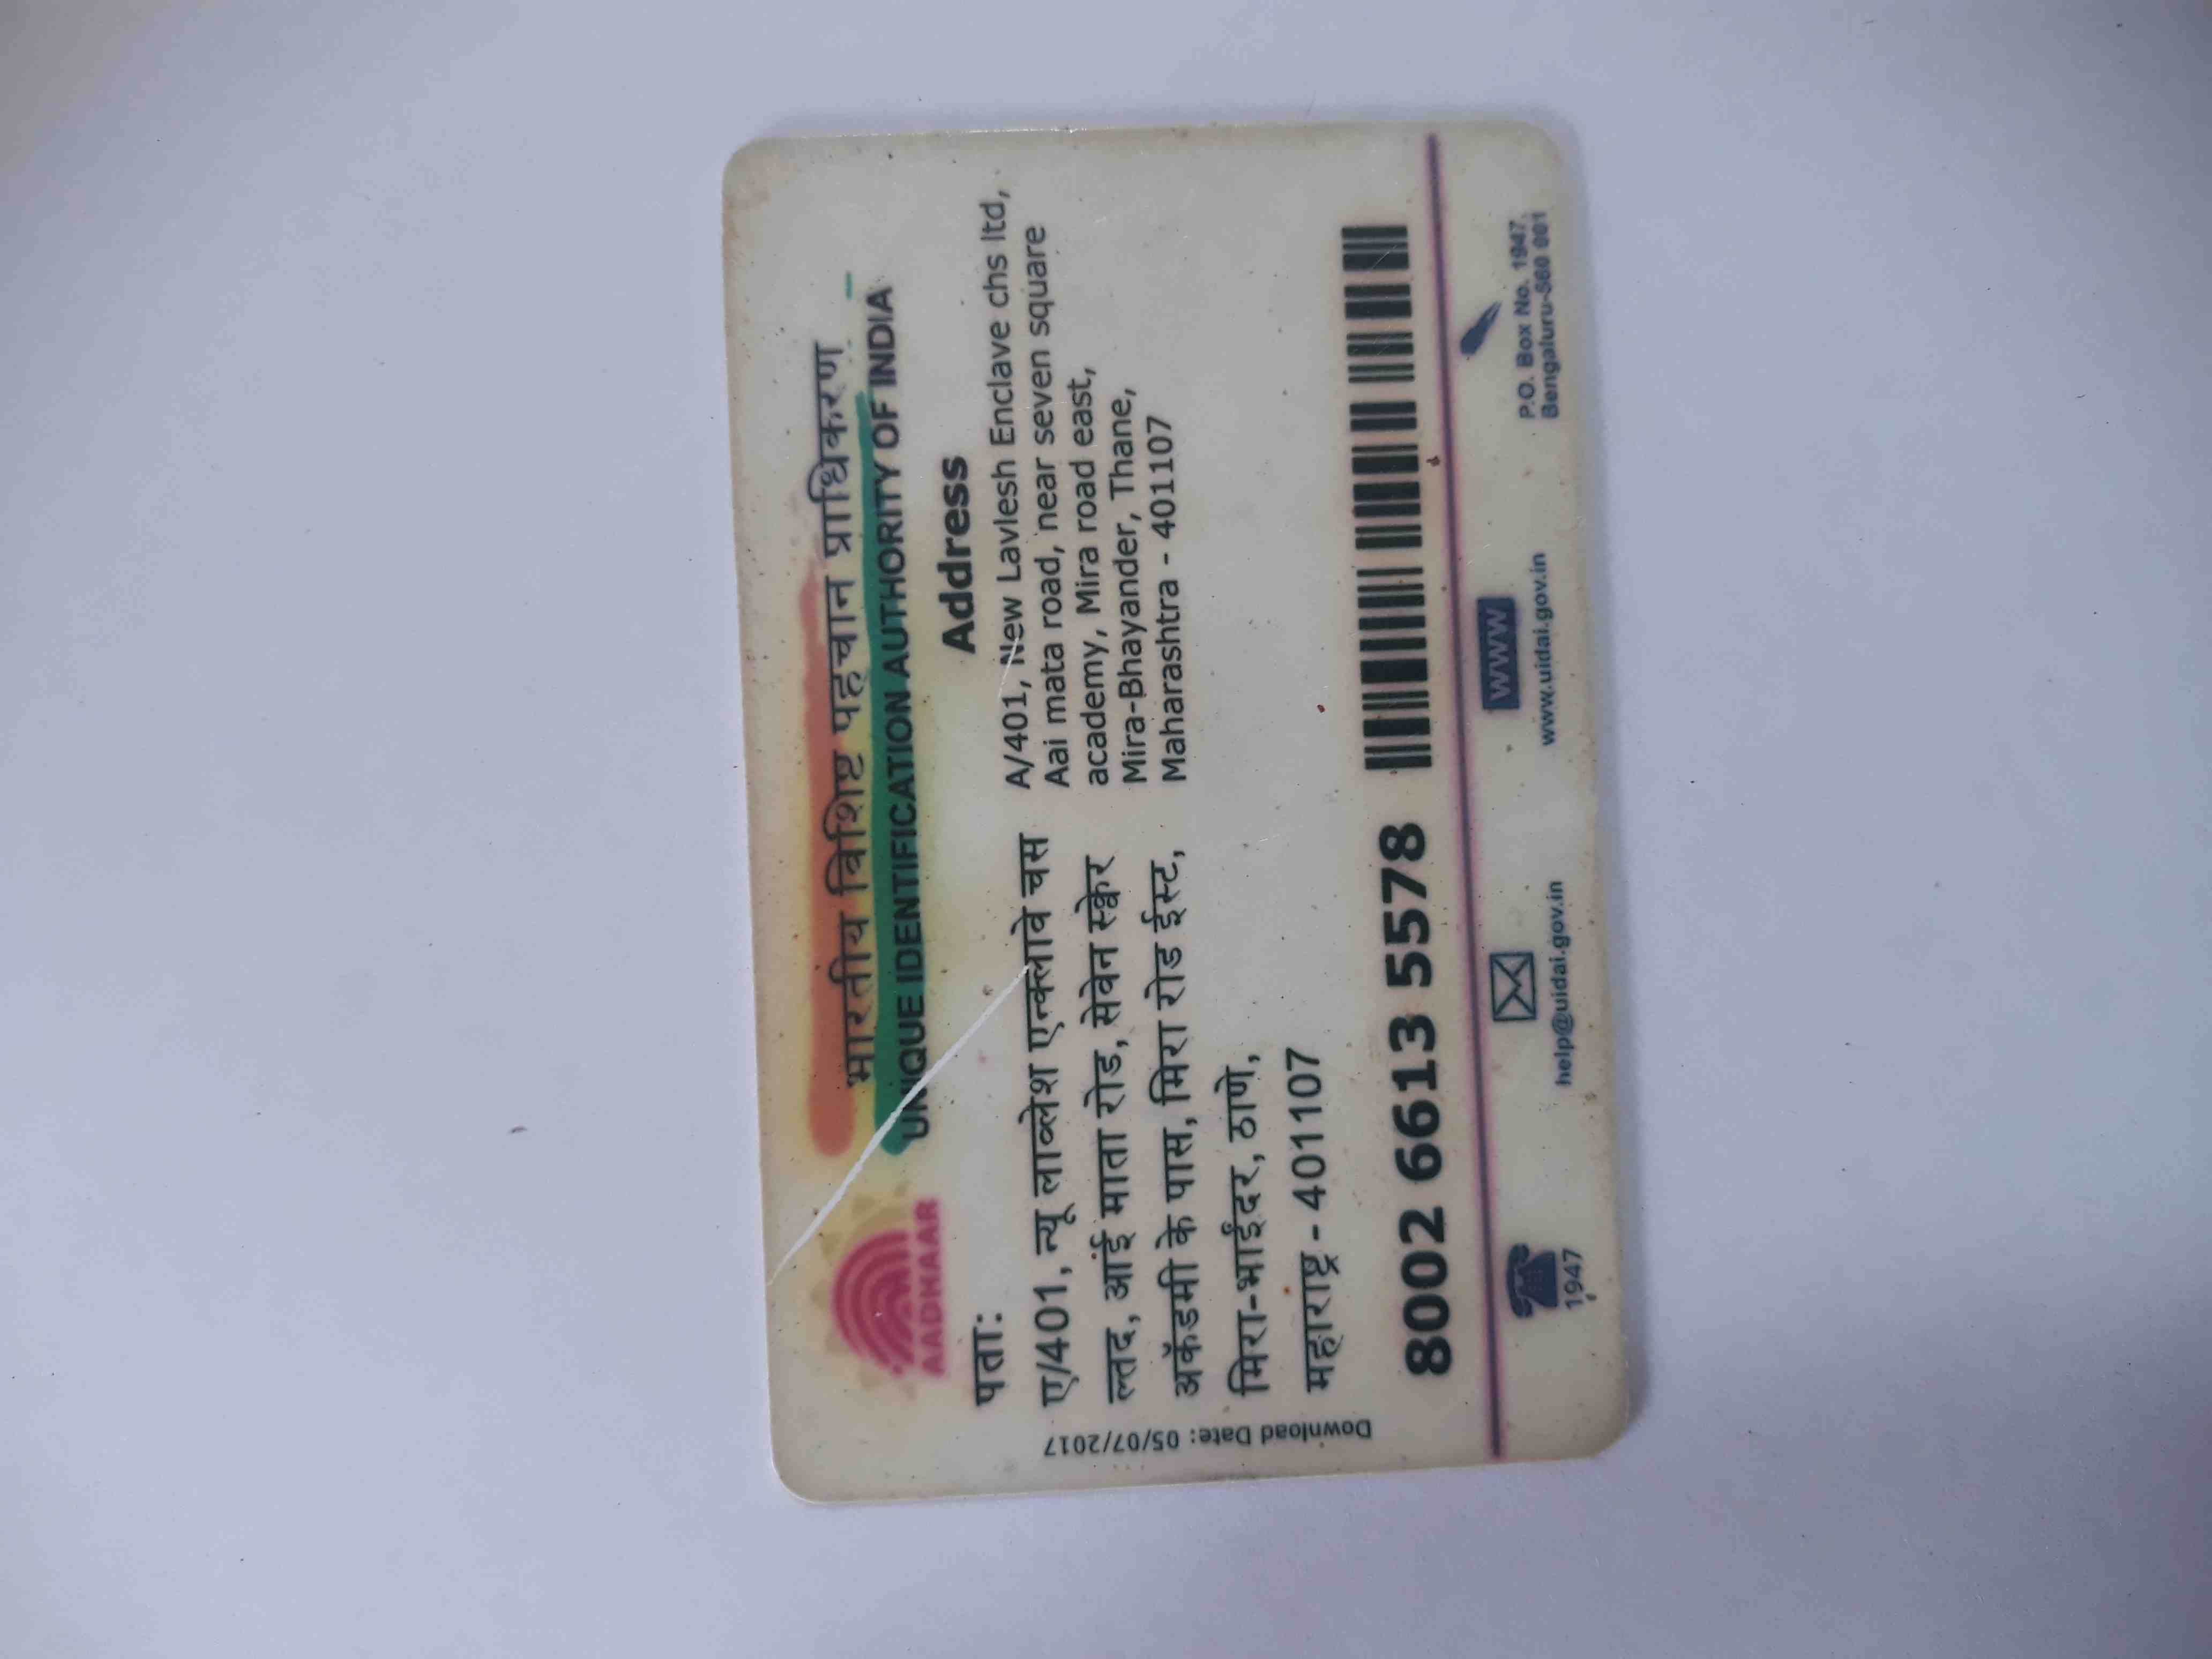 भारतीय विशिष्ट पहचान प्राधिकरण
UNIQUE IDENTIFICATION AUTHORITY OF INDIA
AADHAAR
पता:
ए/401, न्यू लाव्लेश एन्क्लावे चस
ल्तद, आई माता रोड, सेवेन स्क्वेर
अकॅडमी के पास, मिरा रोड ईस्ट,
मिरा-भाईंदर, ठाणे,
महाराष्ट्र - 401107
Address
A/401, New Lavlesh Enclave chs ltd,
Aai mata road, near seven square
academy, Mira road east,
Mira-Bhayander, Thane,
Maharashtra - 401107
Download Date: 05/07/2017
8002 6613 5578
1947
help@uidai.gov.in
WWW
www.uidai.gov.in
P.O. Box No. 1947,
Bengaluru-560 001